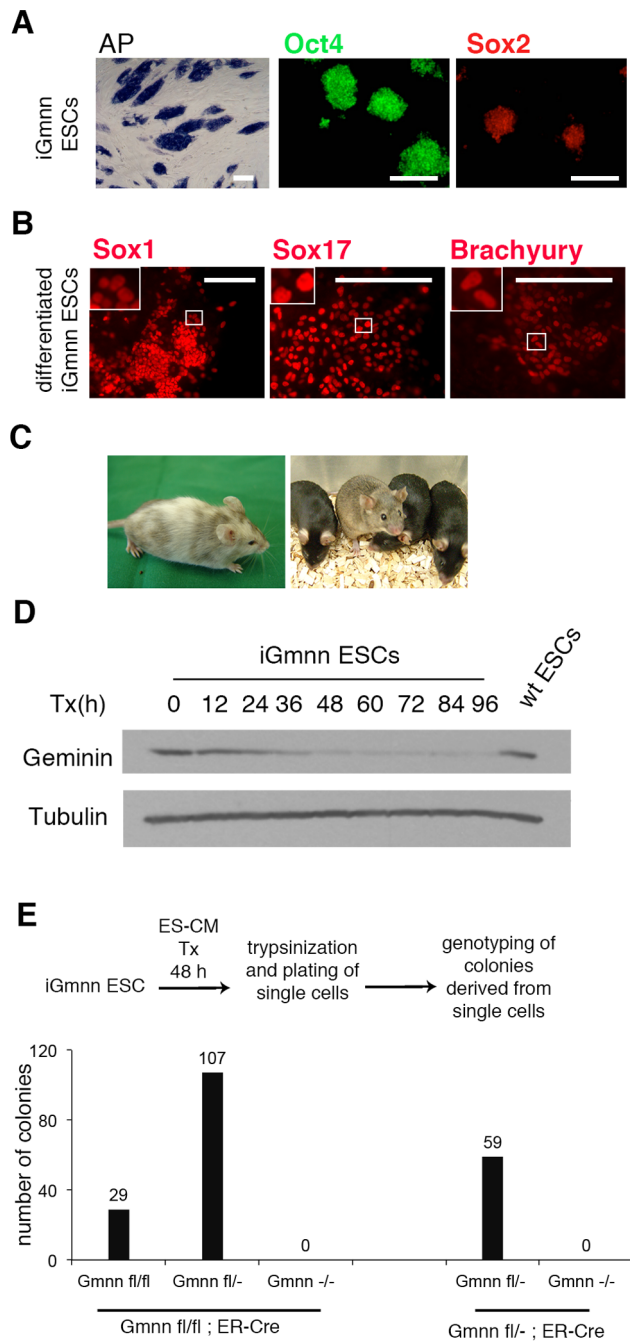 A
AP
Oct4
Sox2
iGmnn
ESCs
B
Sox1
Sox17
Brachyury
differentiated
iGmnn ESCs
C
D
iGmnn ESCs
wt ESCs
Tx(h)
0 12 24 36 48 60 72 84 96
Geminin
Tubulin
E
iGmnn ESC
ES-CM
Tx
48 h
trypsinization
and plating of
single cells
genotyping of
colonies
derived from
single cells
number of colonies
120
80
40
0
29
107
0
59
0
Gmnn fl/fl
Gmnn fl/-
Gmnn -/-
Gmnn fl/-
Gmnn -/-
Gmnn fl/fl ; ER-Cre
Gmnn fl/- ; ER-Cre